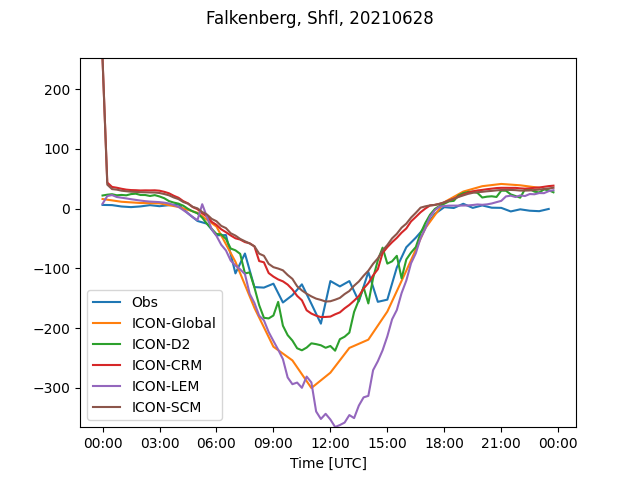 Falkenberg, Shfl, 20210628
200
100
0
−100
−200
−300
Obs
ICON-Global
ICON-D2
ICON-CRM
ICON-LEM
ICON-SCM
00:00 03:00 06:00 09:00 12:00 15:00 18:00 21:00 00:00
Time [UTC]